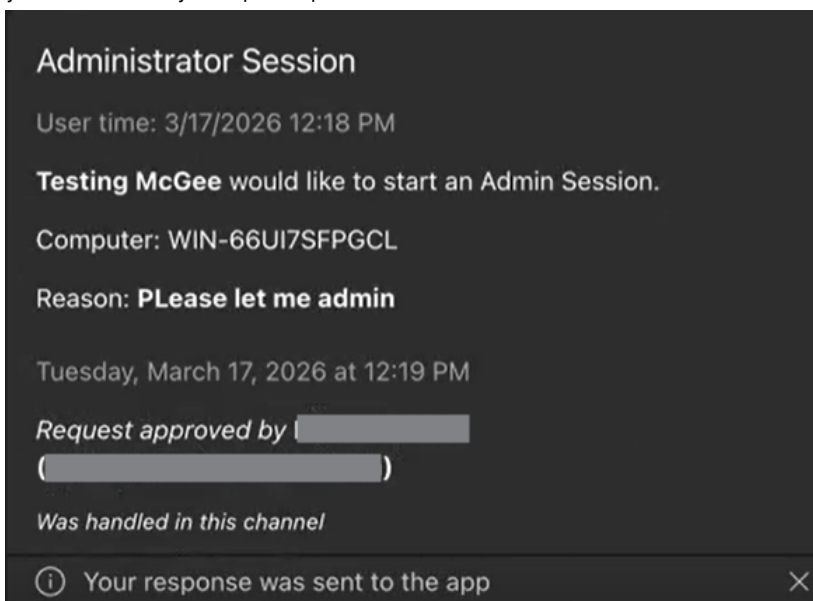 Administrator Session
User time: 3/17/2026 12:18 PM
Testing McGee would like to start an Admin Session.
Computer: WIN-66UI7SFPGCL
Reason: PLease let me admin
Tuesday, March 17, 2026 at 12:19 PM
Request approved by
( )
Was handled in this channel
Your response was sent to the app